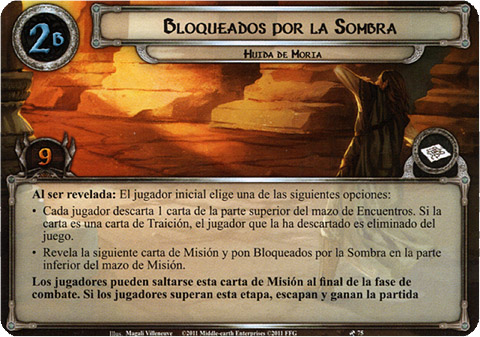 2B
Bloqueados por la Sombra
Huida de Moria
9
Al ser revelada: El jugador inicial elige una de las siguientes opciones:
• Cada jugador descarta 1 carta de la parte superior del mazo de Encuentros. Si la
carta es una carta de Traición, el jugador que la ha descartado es eliminado del
juego.
• Revela la siguiente carta de Misión y pon Bloqueados por la Sombra en la parte
inferior del mazo de Misión.
Los jugadores pueden saltarse esta carta de Misión al final de la fase de
combate. Si los jugadores superan esta etapa, escapan y ganan la partida
Illus. Magali Villeneuve ©2011 Middle-earth Enterprises ©2011 FFG 75